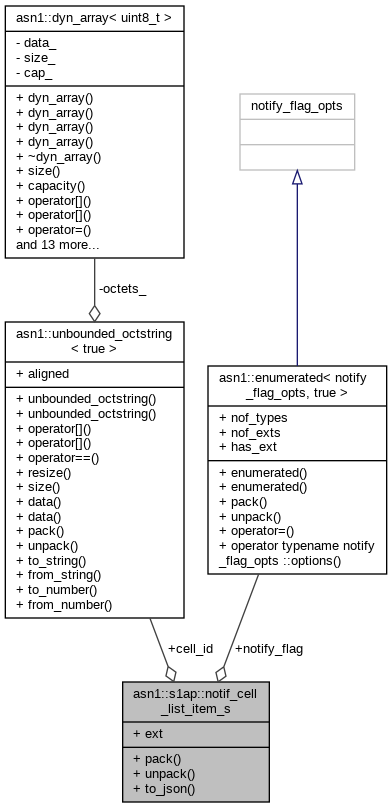 asn1::dyn_array< uint8_t >
- data_
- size_
- cap_
+ dyn_array()
+ dyn_array()
+ dyn_array()
+ dyn_array()
+ ~dyn_array()
+ size()
+ capacity()
+ operator[]()
+ operator[]()
+ operator=()
and 13 more...
notify_flag_opts
-octets_
asn1::unbounded_octstring
< true >
+ aligned
+ unbounded_octstring()
+ unbounded_octstring()
+ operator[]()
+ operator[]()
+ operator==()
+ resize()
+ size()
+ data()
+ data()
+ pack()
+ unpack()
+ to_string()
+ from_string()
+ to_number()
+ from_number()
asn1::enumerated< notify
_flag_opts, true >
+ nof_types
+ nof_exts
+ has_ext
+ enumerated()
+ enumerated()
+ pack()
+ unpack()
+ operator=()
+ operator typename notify
_flag_opts ::options()
+cell_id
+notify_flag
asn1::s1ap::notif_cell
_list_item_s
+ ext
+ pack()
+ unpack()
+ to_json()